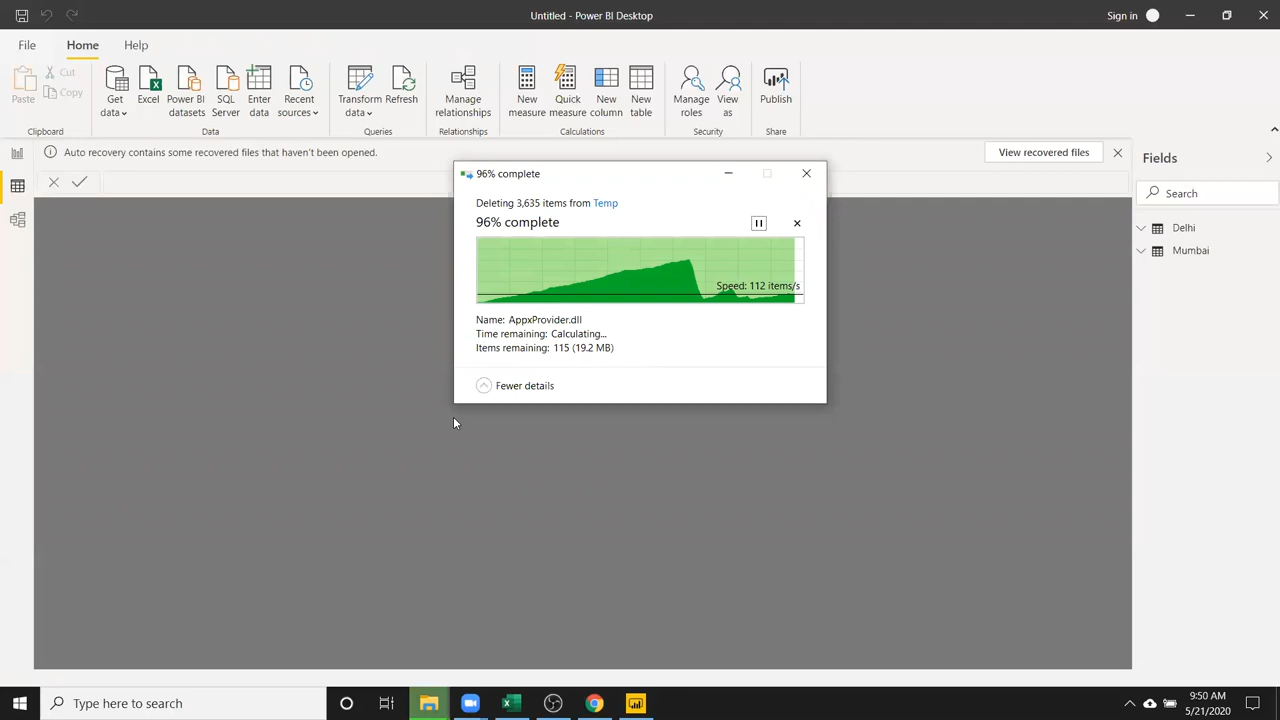 Untitled - Power BI Desktop
Sign in
File
Home
Help
Paste
Cut
Copy
Get data
Excel
Power BI datasets
SQL Server
Enter data
Recent sources
Transform data
Refresh
Manage relationships
New measure
Quick measure
New column
New table
Manage roles
View as
Publish
Clipboard
Data
Queries
Relationships
Calculations
Security
Share
Auto recovery contains some recovered files that haven't been opened.
View recovered files
Fields
Search
Delhi
Mumbai
96% complete
Deleting 3,635 items from Temp
96% complete
Speed: 112 items/s
Name: AppxProvider.dll
Time remaining: Calculating...
Items remaining: 115 (19.2 MB)
Fewer details
Type here to search
9:50 AM
5/21/2020